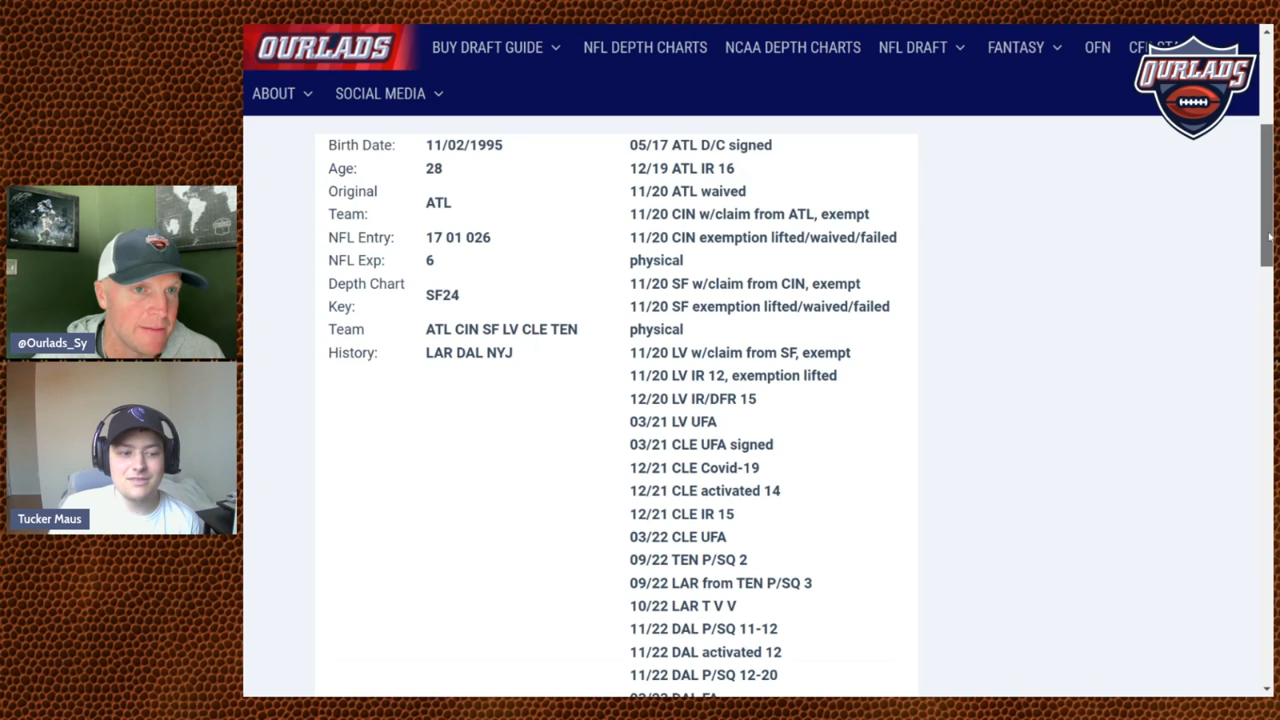 OURLADS
BUY DRAFT GUIDE
NFL DEPTH CHARTS
NCAA DEPTH CHARTS
NFL DRAFT
FANTASY
OFN
ABOUT
SOCIAL MEDIA
OURLADS
Birth Date: 11/02/1995
Age: 28
Original
Team: ATL
NFL Entry: 17 01 026
NFL Exp: 6
Depth Chart
Key: SF24
Team ATL CIN SF LV CLE TEN
History: LAR DAL NYJ
05/17 ATL D/C signed
12/19 ATL IR 16
11/20 ATL waived
11/20 CIN w/claim from ATL, exempt
11/20 CIN exemption lifted/waived/failed
physical
11/20 SF w/claim from CIN, exempt
11/20 SF exemption lifted/waived/failed
physical
11/20 LV w/claim from SF, exempt
11/20 LV IR 12, exemption lifted
12/20 LV IR/DFR 15
03/21 LV UFA
03/21 CLE UFA signed
12/21 CLE Covid-19
12/21 CLE activated 14
12/21 CLE IR 15
03/22 CLE UFA
09/22 TEN P/SQ 2
09/22 LAR from TEN P/SQ 3
10/22 LAR T V V
11/22 DAL P/SQ 11-12
11/22 DAL activated 12
11/22 DAL P/SQ 12-20
@Ourlads_Sy
Tucker Maus